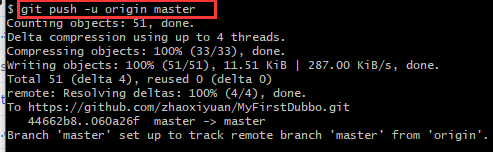 $ git push -u origin master
Counting objects: 51, done.
Delta compression using up to 4 threads.
Compressing objects: 100% (33/33), done.
Writing objects: 100% (51/51), 11.51 KiB | 287.00 KiB/s, done.
Total 51 (delta 4), reused 0 (delta 0)
remote: Resolving deltas: 100% (4/4), done.
To https://github.com/zhaoxiyuan/MyFirstDubbo.git
   44662b8..060a26f  master -> master
Branch 'master' set up to track remote branch 'master' from 'origin'.